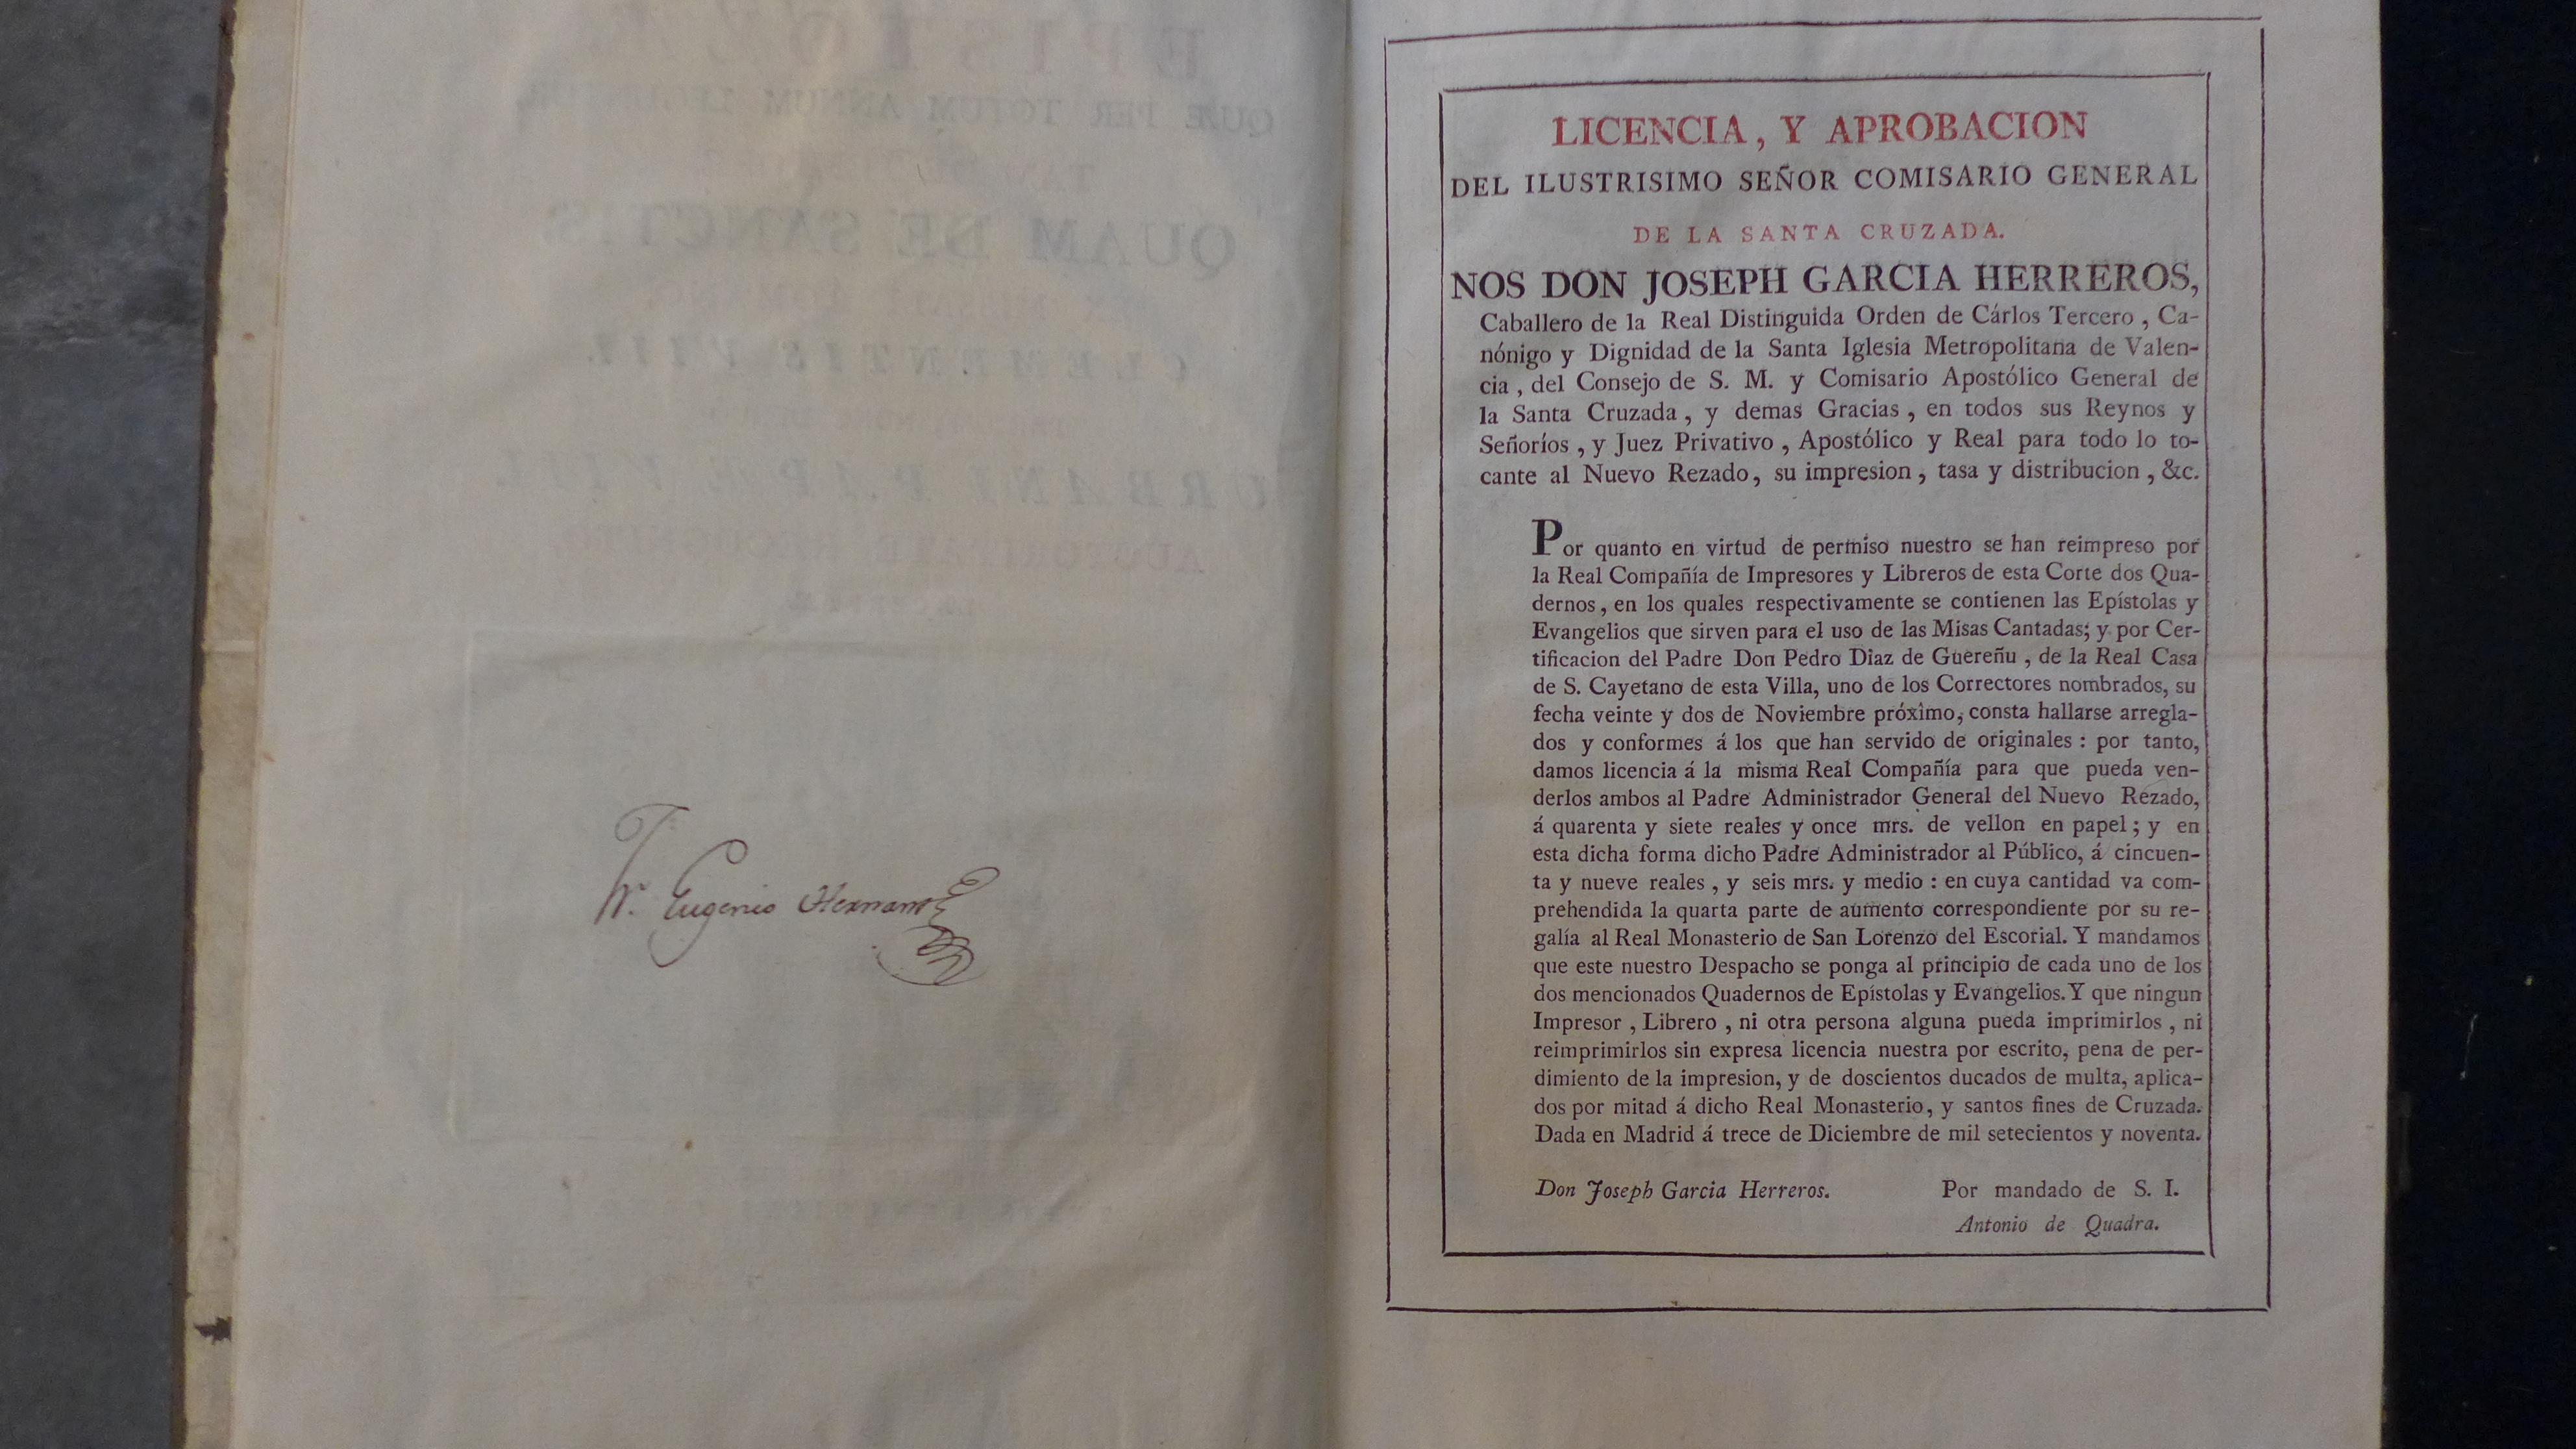 Fr. Eugenio Hernandz
LICENCIA, Y APROBACION
DEL ILUSTRISIMO SEÑOR COMISARIO GENERAL
DE LA SANTA CRUZADA.
NOS DON JOSEPH GARCIA HERREROS,
Caballero de la Real Distinguida Orden de Cárlos Tercero, Ca-
nónigo y Dignidad de la Santa Iglesia Metropolitana de Valen-
cia, del Consejo de S. M. y Comisario Apostólico General de
la Santa Cruzada, y demas Gracias, en todos sus Reynos y
Señoríos, y Juez Privativo, Apostólico y Real para todo lo to-
cante al Nuevo Rezado, su impresion, tasa y distribucion, &c.
Por quanto en virtud de permiso nuestro se han reimpreso por
la Real Compañía de Impresores y Libreros de esta Corte dos Qua-
dernos, en los quales respectivamente se contienen las Epístolas y
Evangelios que sirven para el uso de las Misas Cantadas; y por Cer-
tificacion del Padre Don Pedro Diaz de Guereñu, de la Real Casa
de S. Cayetano de esta Villa, uno de los Correctores nombrados, su
fecha veinte y dos de Noviembre próximo, consta hallarse arregla-
dos y conformes á los que han servido de originales : por tanto,
damos licencia á la misma Real Compañía para que pueda ven-
derlos ambos al Padre Administrador General del Nuevo Rezado,
á quarenta y siete reales y once mrs. de vellon en papel; y en
esta dicha forma dicho Padre Administrador al Público, á cincuen-
ta y nueve reales, y seis mrs. y medio : en cuya cantidad va com-
prehendida la quarta parte de aumento correspondiente por su re-
galía al Real Monasterio de San Lorenzo del Escorial. Y mandamos
que este nuestro Despacho se ponga al principio de cada uno de los
dos mencionados Quadernos de Epístolas y Evangelios. Y que ningun
Impresor, Librero, ni otra persona alguna pueda imprimirlos, ni
reimprimirlos sin expresa licencia nuestra por escrito, pena de per-
dimiento de la impresion, y de doscientos ducados de multa, aplica-
dos por mitad á dicho Real Monasterio, y santos fines de Cruzada.
Dada en Madrid á trece de Diciembre de mil setecientos y noventa.
Don Joseph Garcia Herreros. Por mandado de S. I.
Antonio de Quadra.